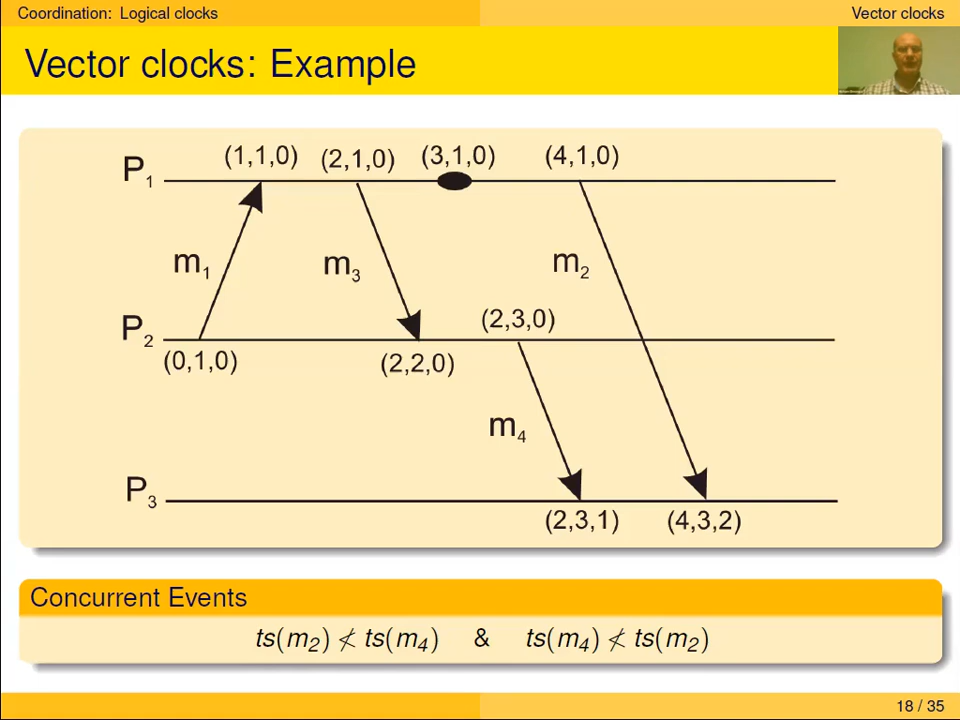 Coordination: Logical clocks Vector clocks
Vector clocks: Example
(1,1,0) (2,1,0) (3,1,0) (4,1,0)
P1
m1 m3 m2
(2,3,0)
P2
(0,1,0) (2,2,0)
m4
P3
(2,3,1) (4,3,2)
Concurrent Events
ts(m2) ≮ ts(m4) & ts(m4) ≮ ts(m2)
18 / 35